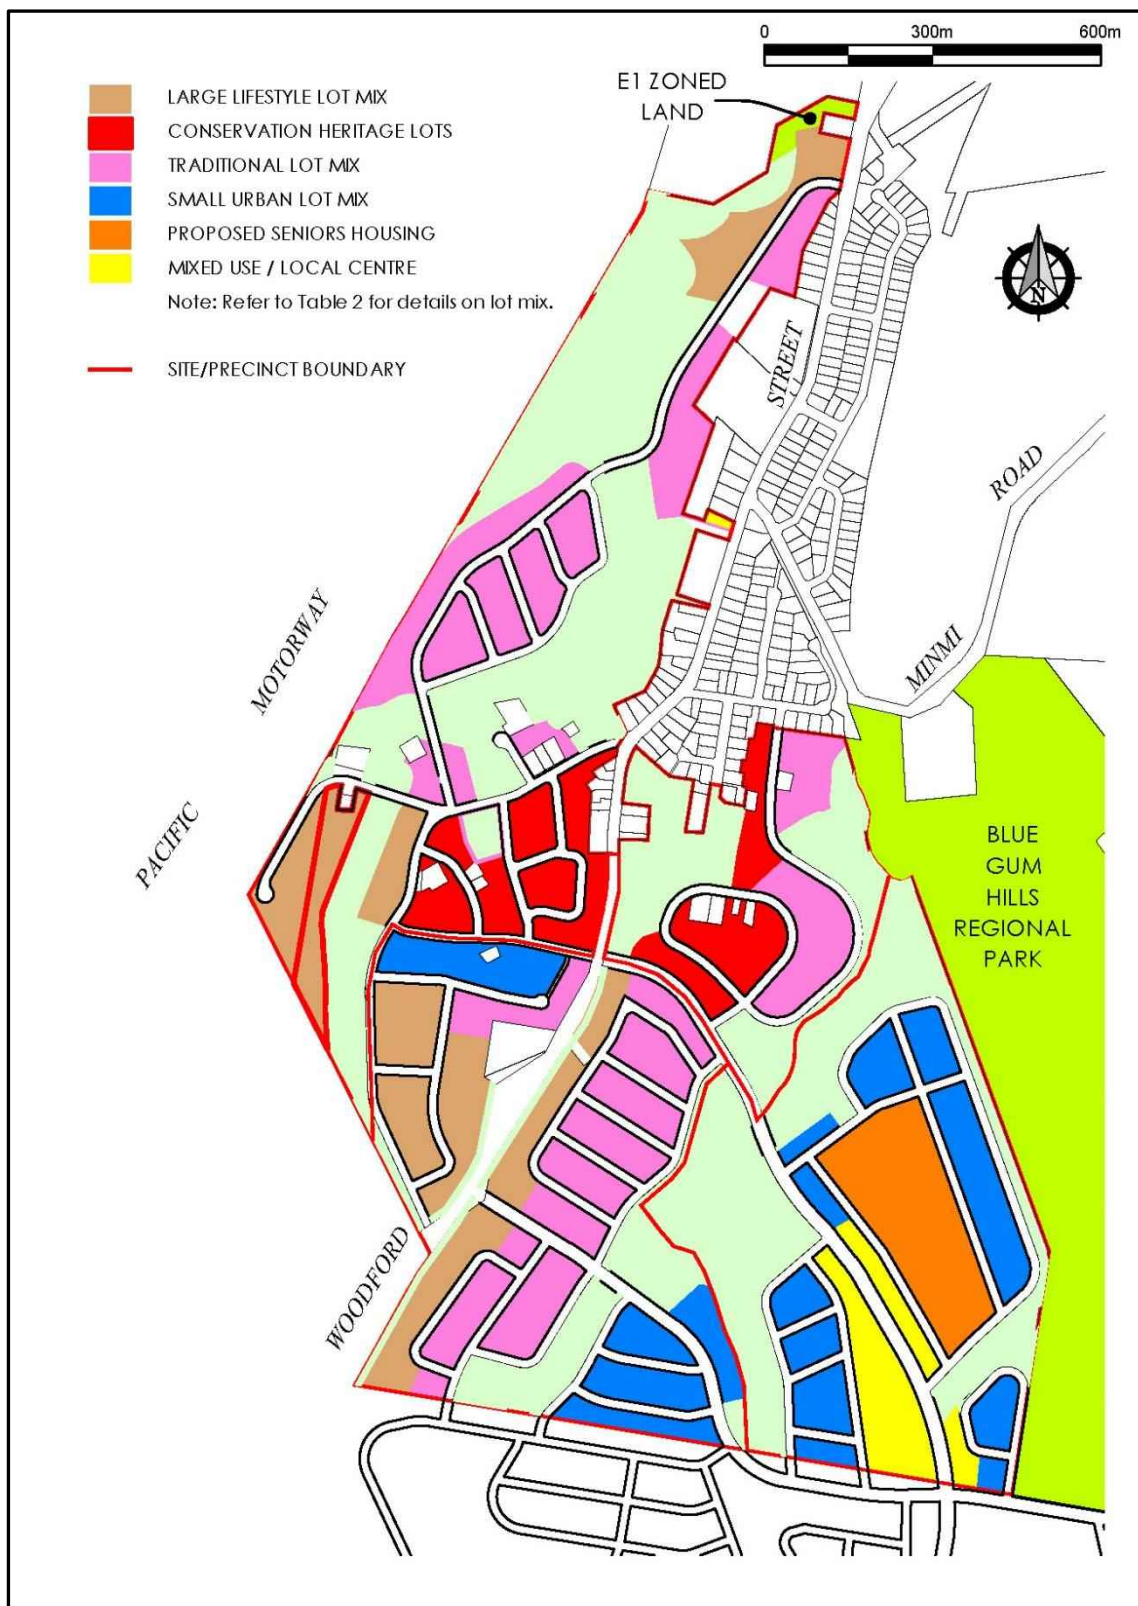 0 300m 600m
E1 ZONED
LAND
LARGE LIFESTYLE LOT MIX
CONSERVATION HERITAGE LOTS
TRADITIONAL LOT MIX
SMALL URBAN LOT MIX
PROPOSED SENIORS HOUSING
MIXED USE / LOCAL CENTRE
Note: Refer to Table 2 for details on lot mix.
SITE/PRECINCT BOUNDARY
N
STREET
ROAD
MINMI
MOTORWAY
PACIFIC
BLUE
GUM
HILLS
REGIONAL
PARK
WOODFORD